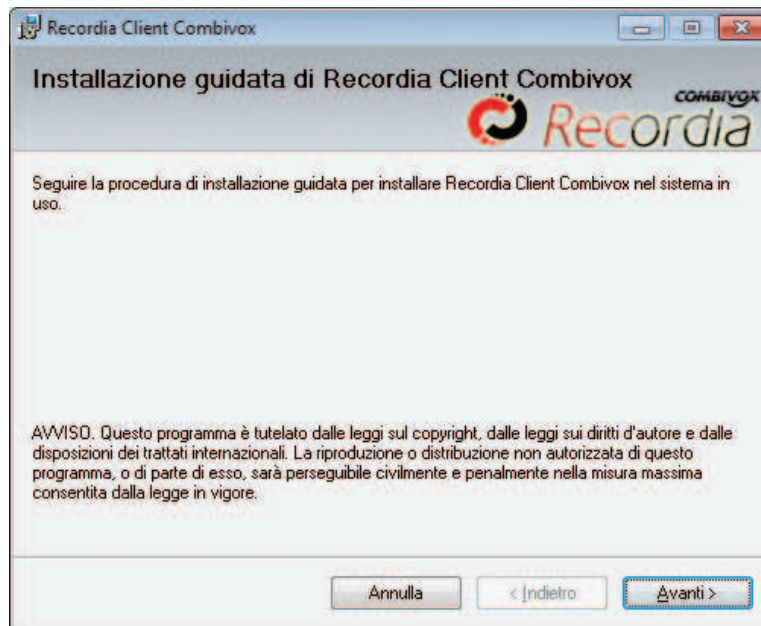 Recordia Client Combivox
Installazione guidata di Recordia Client Combivox
COMBIVOX
Recordia
Seguire la procedura di installazione guidata per installare Recordia Client Combivox nel sistema in
uso.
AVVISO. Questo programma è tutelato dalle leggi sul copyright, dalle leggi sui diritti d'autore e dalle
disposizioni dei trattati internazionali. La riproduzione o distribuzione non autorizzata di questo
programma, o di parte di esso, sarà perseguibile civilmente e penalmente nella misura massima
consentita dalla legge in vigore.
Annulla
< Indietro
Avanti >